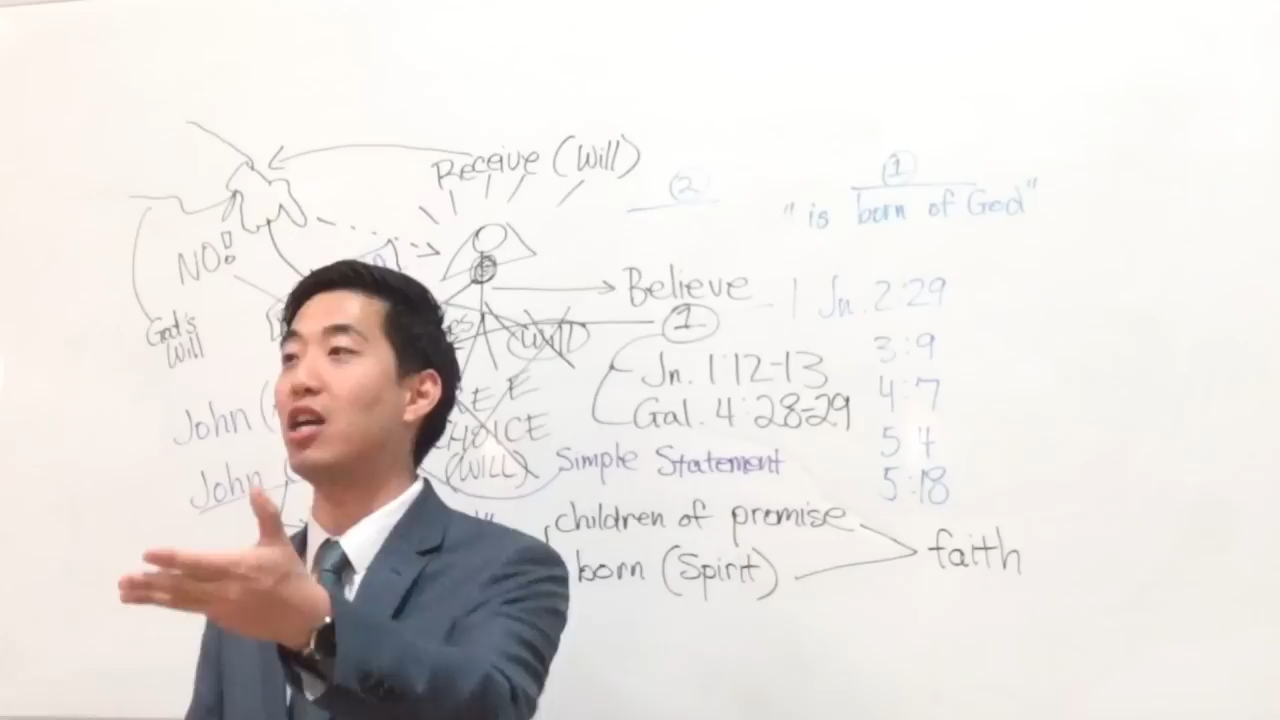 Receive (Will)
②
①
"is born of God"
NO!
Believe
1 Jn. 2:29
God's
Will
①
3:9
Jn. 1:12-13
4:7
John
Gal. 4:28-29
CHOICE
5:4
(WILL)
Simple Statement
John
5:18
children of promise
faith
born (Spirit)